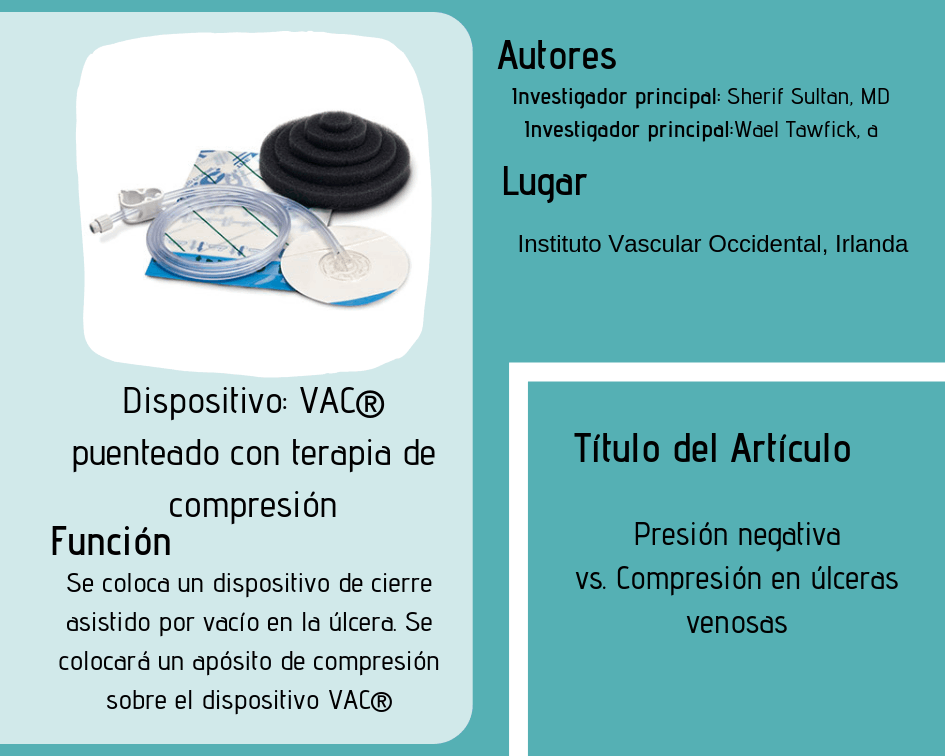 Dispositivo: VAC®
puenteado con terapia de
compresión
Función
Se coloca un dispositivo de cierre
asistido por vacío en la úlcera. Se
colocará un apósito de compresión
sobre el dispositivo VAC®
Autores
Investigador principal: Sherif Sultan, MD
Investigador principal:Wael Tawfick, a
Lugar
Instituto Vascular Occidental, Irlanda
Título del Artículo
Presión negativa
vs. Compresión en úlceras
venosas